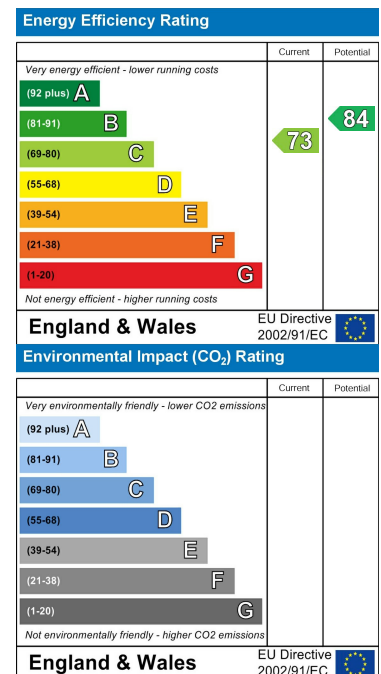 Energy Efficiency Rating
Current Potential
Very energy efficient - lower running costs
(92 plus) A
(81-91) B
84
(69-80) C
73
(55-68) D
(39-54) E
(21-38) F
(1-20) G
Not energy efficient - higher running costs
England & Wales
EU Directive
2002/91/EC
Environmental Impact (CO₂) Rating
Current Potential
Very environmentally friendly - lower CO2 emissions
(92 plus) A
(81-91) B
(69-80) C
(55-68) D
(39-54) E
(21-38) F
(1-20) G
Not environmentally friendly - higher CO2 emissions
England & Wales
EU Directive
2002/91/EC